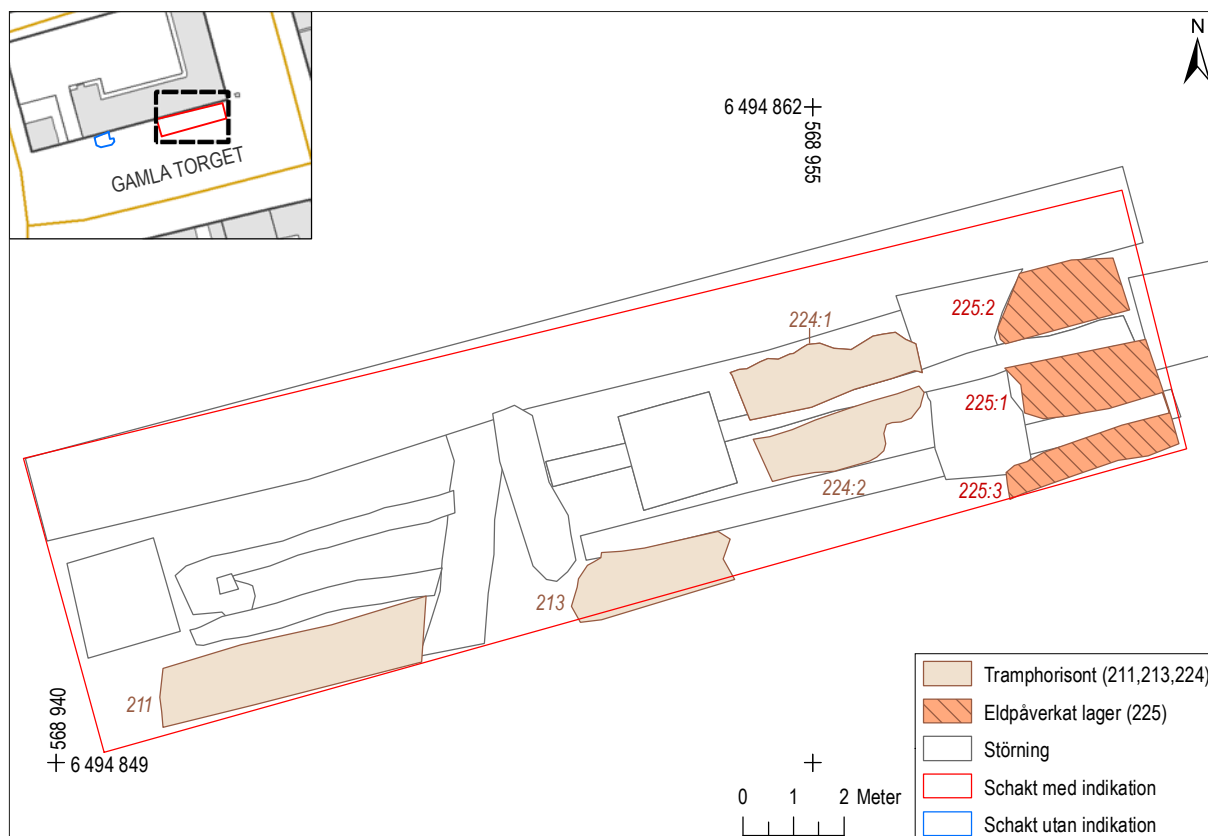 GAMLA TORGET
N
6 494 862
568 955
224:1
225:2
225:1
224:2
225:3
213
211
568 940
6 494 849
0 1 2 Meter
Tramphorisont (211,213,224)
Eldpåverkat lager (225)
Störning
Schakt med indikation
Schakt utan indikation